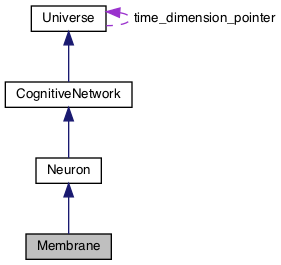 Universe
time_dimension_pointer
CognitiveNetwork
Neuron
Membrane